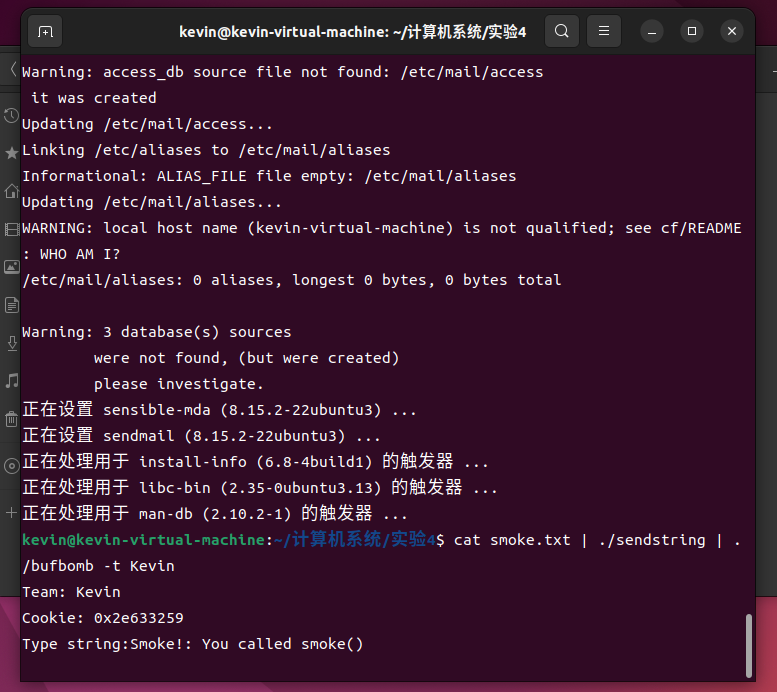 kevin@kevin-virtual-machine: ~/计算机系统/实验4
Warning: access_db source file not found: /etc/mail/access
 it was created
Updating /etc/mail/access...
Linking /etc/aliases to /etc/mail/aliases
Informational: ALIAS_FILE file empty: /etc/mail/aliases
Updating /etc/mail/aliases...
WARNING: local host name (kevin-virtual-machine) is not qualified; see cf/README
: WHO AM I?
/etc/mail/aliases: 0 aliases, longest 0 bytes, 0 bytes total

Warning: 3 database(s) sources
        were not found, (but were created)
        please investigate.
正在设置 sensible-mda (8.15.2-22ubuntu3) ...
正在设置 sendmail (8.15.2-22ubuntu3) ...
正在处理用于 install-info (6.8-4build1) 的触发器 ...
正在处理用于 libc-bin (2.35-0ubuntu3.13) 的触发器 ...
正在处理用于 man-db (2.10.2-1) 的触发器 ...
kevin@kevin-virtual-machine:~/计算机系统/实验4$ cat smoke.txt | ./sendstring | .
/bufbomb -t Kevin
Team: Kevin
Cookie: 0x2e633259
Type string:Smoke!: You called smoke()